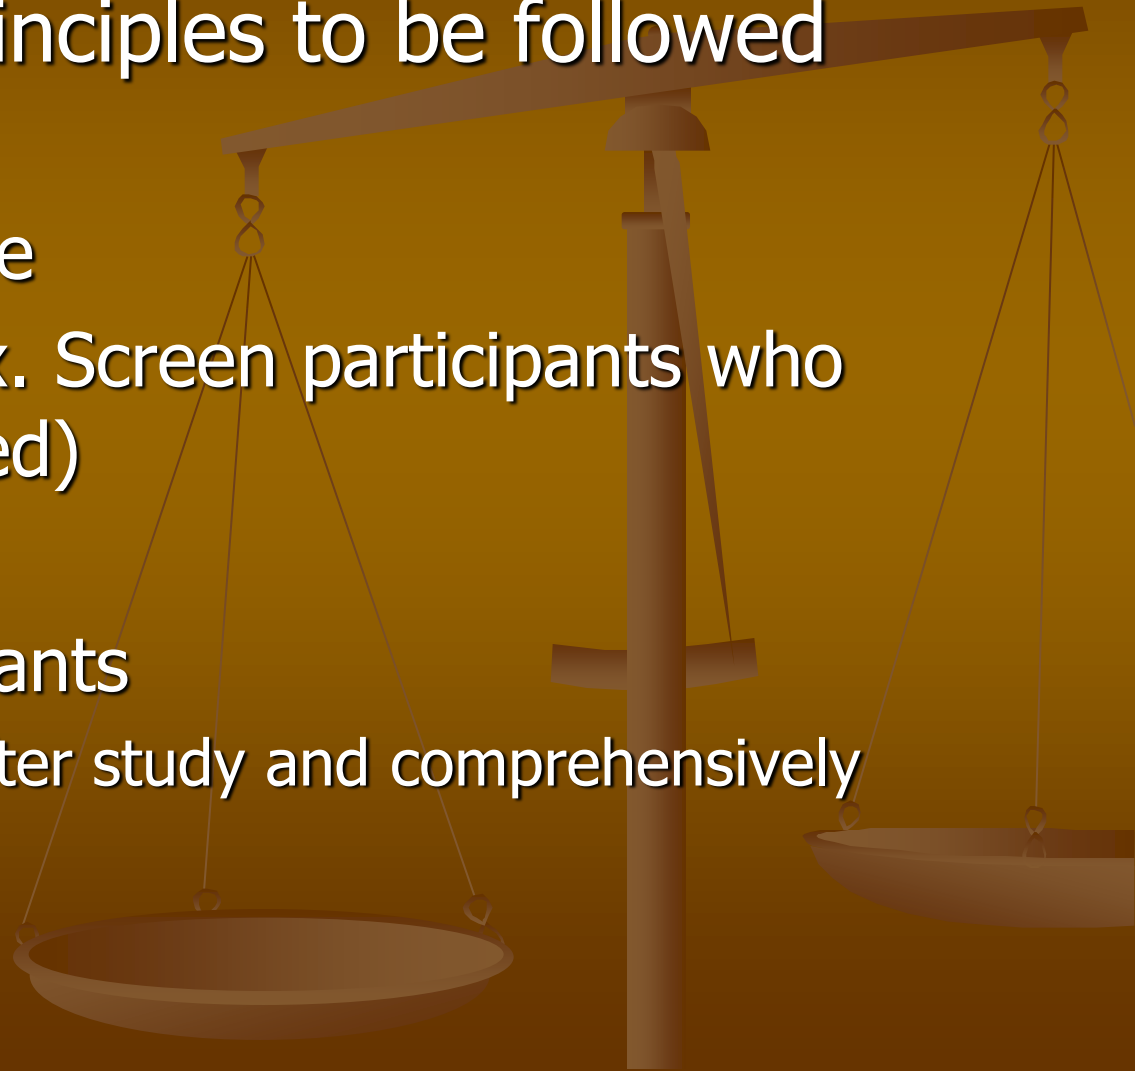 inciples to be followed
e
x. Screen participants who
ed)
ants
ter study and comprehensively